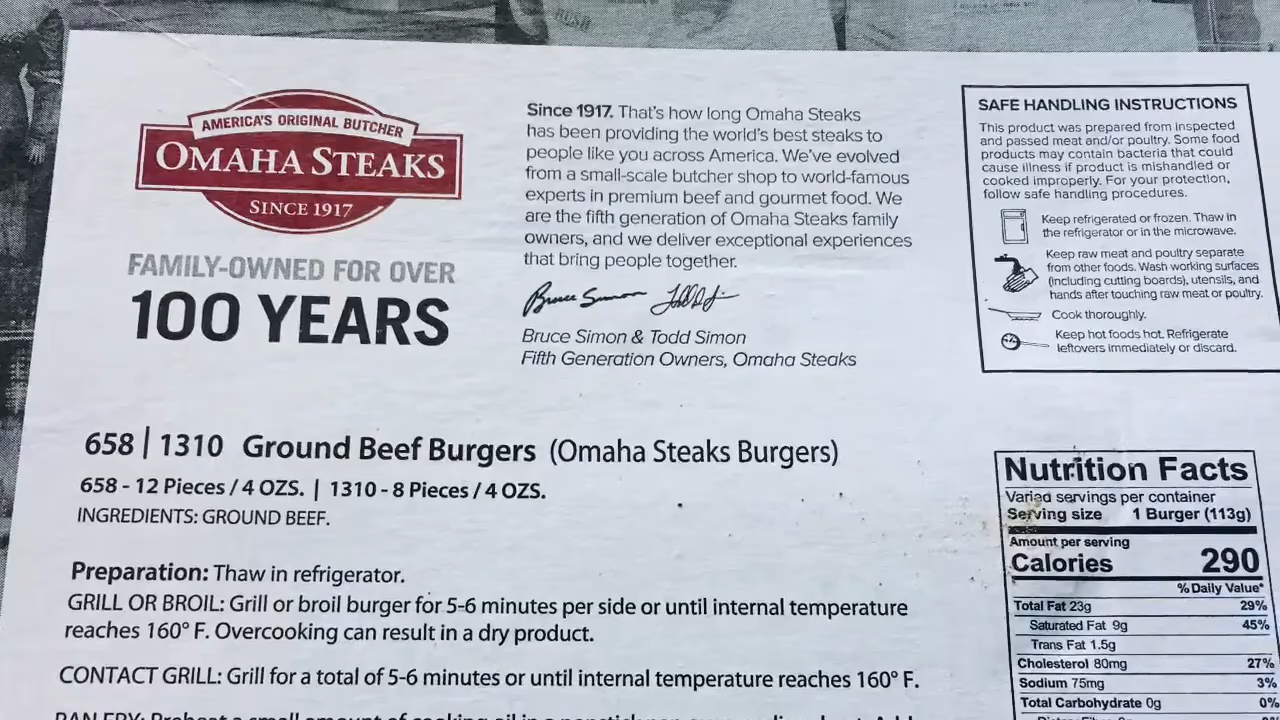 AMERICA'S ORIGINAL BUTCHER
OMAHA STEAKS
SINCE 1917
FAMILY-OWNED FOR OVER
100 YEARS
Since 1917. That's how long Omaha Steaks
has been providing the world's best steaks to
people like you across America. We've evolved
from a small-scale butcher shop to world-famous
experts in premium beef and gourmet food. We
are the fifth generation of Omaha Steaks family
owners, and we deliver exceptional experiences
that bring people together.
Bruce Simon
Bruce Simon & Todd Simon
Fifth Generation Owners, Omaha Steaks
SAFE HANDLING INSTRUCTIONS
This product was prepared from inspected
and passed meat and/or poultry. Some food
products may contain bacteria that could
cause illness if product is mishandled or
cooked improperly. For your protection,
follow safe handling procedures.
Keep refrigerated or frozen. Thaw in
the refrigerator or in the microwave.
Keep raw meat and poultry separate
from other foods. Wash working surfaces
(including cutting boards), utensils, and
hands after touching raw meat or poultry.
Cook thoroughly.
Keep hot foods hot. Refrigerate
leftovers immediately or discard.
658 | 1310 Ground Beef Burgers (Omaha Steaks Burgers)
658 - 12 Pieces / 4 OZS. | 1310 - 8 Pieces / 4 OZS.
INGREDIENTS: GROUND BEEF.
Preparation: Thaw in refrigerator.
GRILL OR BROIL: Grill or broil burger for 5-6 minutes per side or until internal temperature
reaches 160° F. Overcooking can result in a dry product.
CONTACT GRILL: Grill for a total of 5-6 minutes or until internal temperature reaches 160° F.
Nutrition Facts
Varied servings per container
Serving size 1 Burger (113g)
Amount per serving
Calories 290
% Daily Value*
Total Fat 23g 29%
Saturated Fat 9g 45%
Trans Fat 1.5g
Cholesterol 80mg 27%
Sodium 75mg 3%
Total Carbohydrate 0g 0%